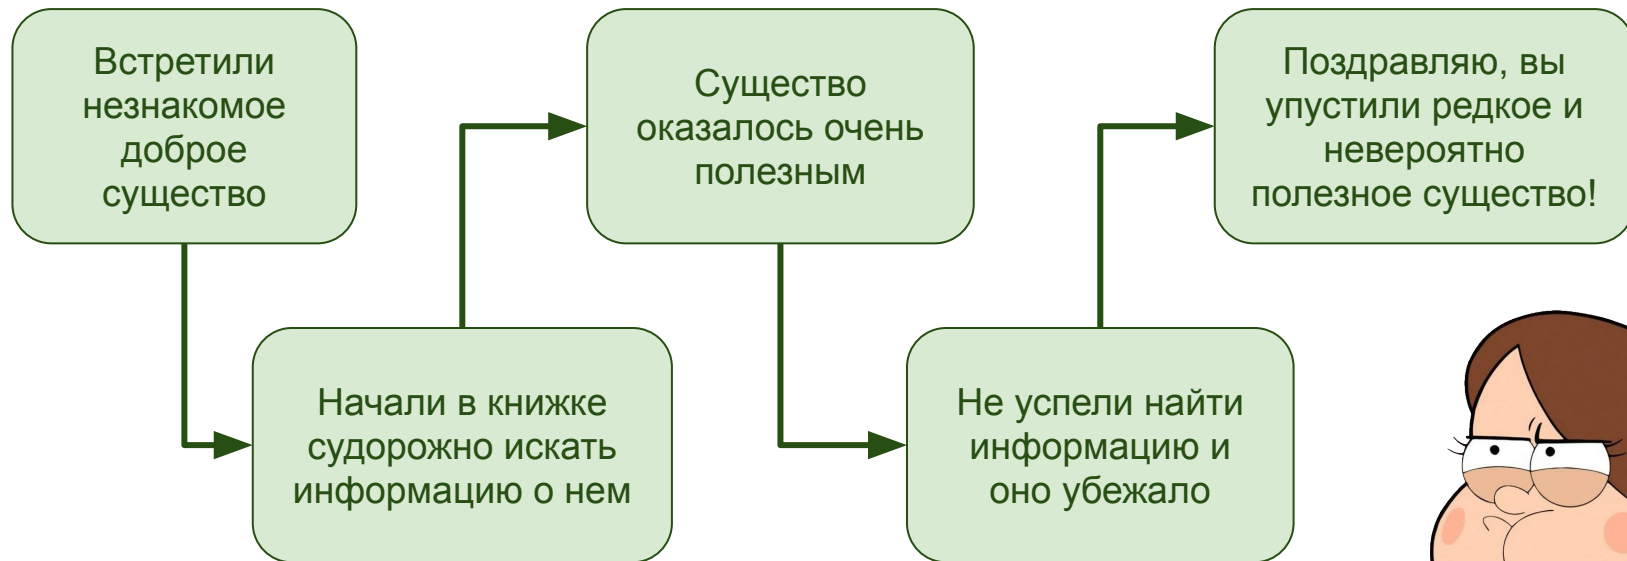 Встретили
незнакомое
доброе
существо
Начали в книжке
судорожно искать
информацию о нем
Существо
оказалось очень
полезным
Не успели найти
информацию и
оно убежало
Поздравляю, вы
упустили редкое и
невероятно
полезное существо!